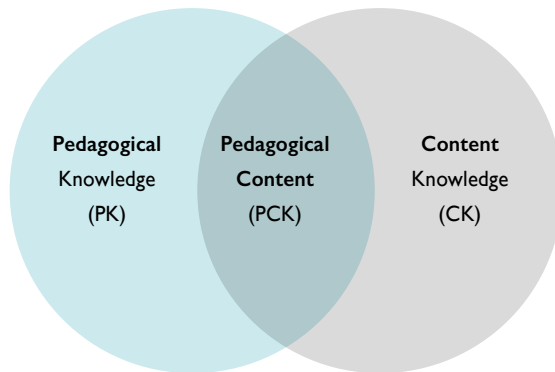 Pedagogical
Knowledge
(PK)
Pedagogical
Content
(PCK)
Content
Knowledge
(CK)